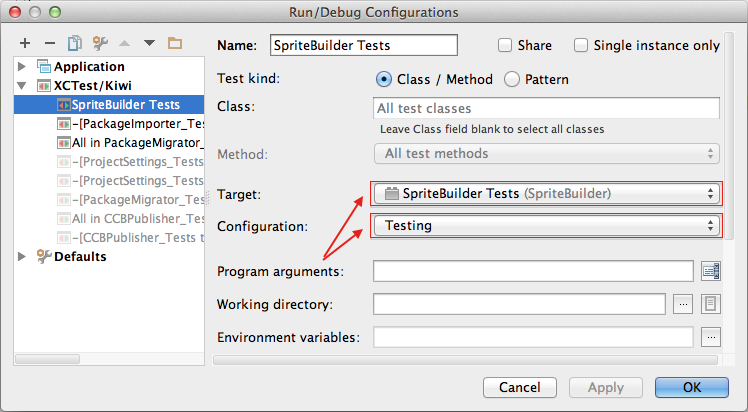 Run/Debug Configurations
Name: SpriteBuilder Tests Share Single instance only
Application
XCTest/Kiwi
SpriteBuilder Tests
-[PackageImporter_Te
All in PackageMigrator_
-[ProjectSettings_Tests
-[ProjectSettings_Tests
-[PackageMigrator_Tes
All in CCBPublisher_Tes
-[CCBPublisher_Tests t
Defaults
Test kind: Class / Method Pattern
Class: All test classes
Leave Class field blank to select all classes
Method: All test methods
Target: SpriteBuilder Tests (SpriteBuilder)
Configuration: Testing
Program arguments:
Working directory: ...
Environment variables: ...
Cancel Apply OK